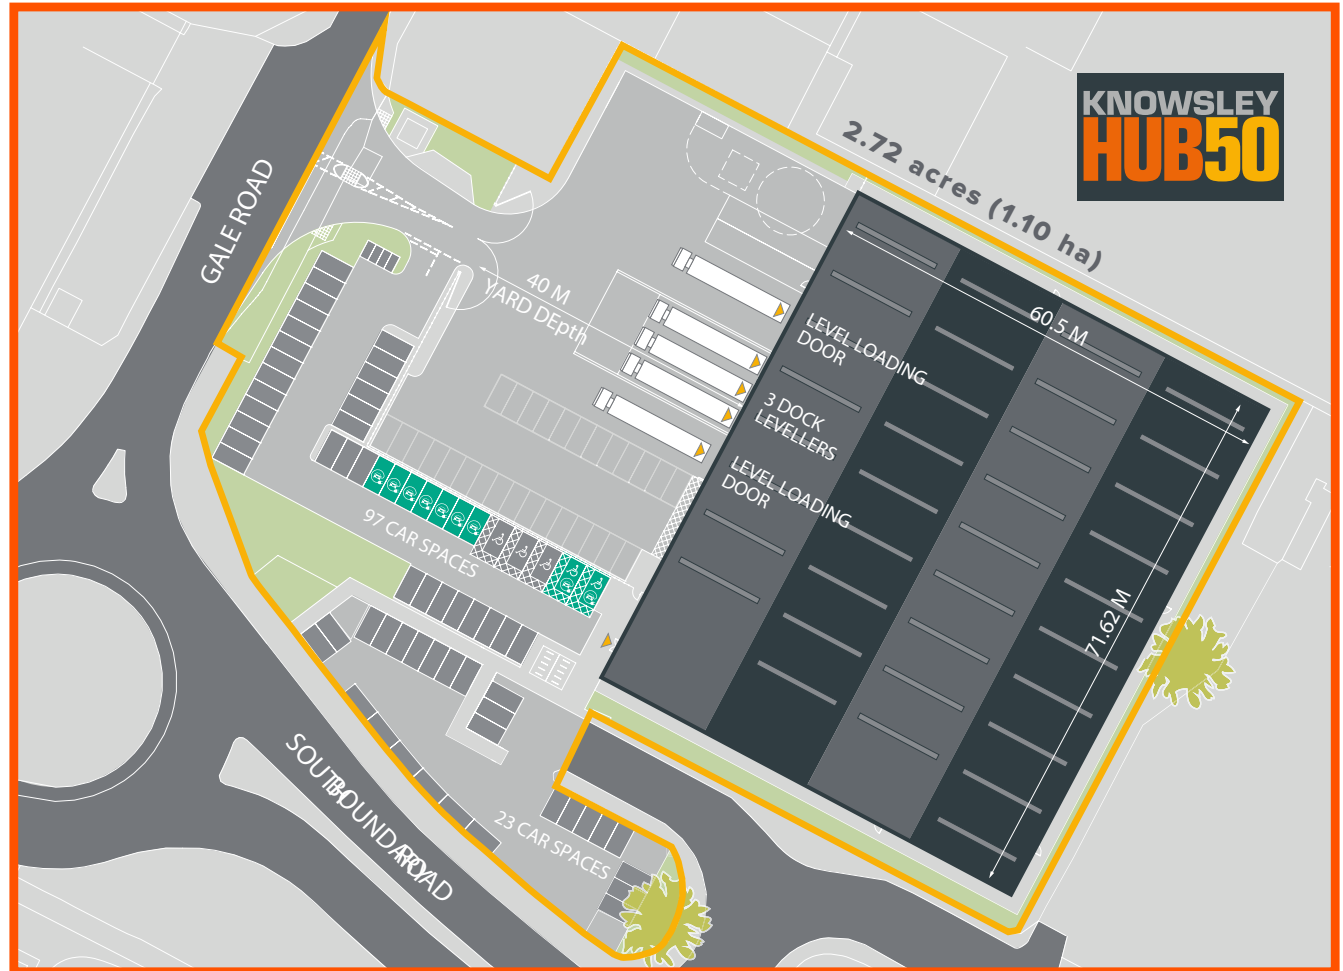 KNOWSLEY
HUB50
2.72 acres (1.10 ha)
GALE ROAD
40 M
YARD DEpth
60.5 M
LEVEL LOADING
DOOR
3 DOCK
LEVELLERS
LEVEL LOADING
DOOR
97 CAR SPACES
71.62 M
SOUTH
BOUNDARY
ROAD
23 CAR SPACES